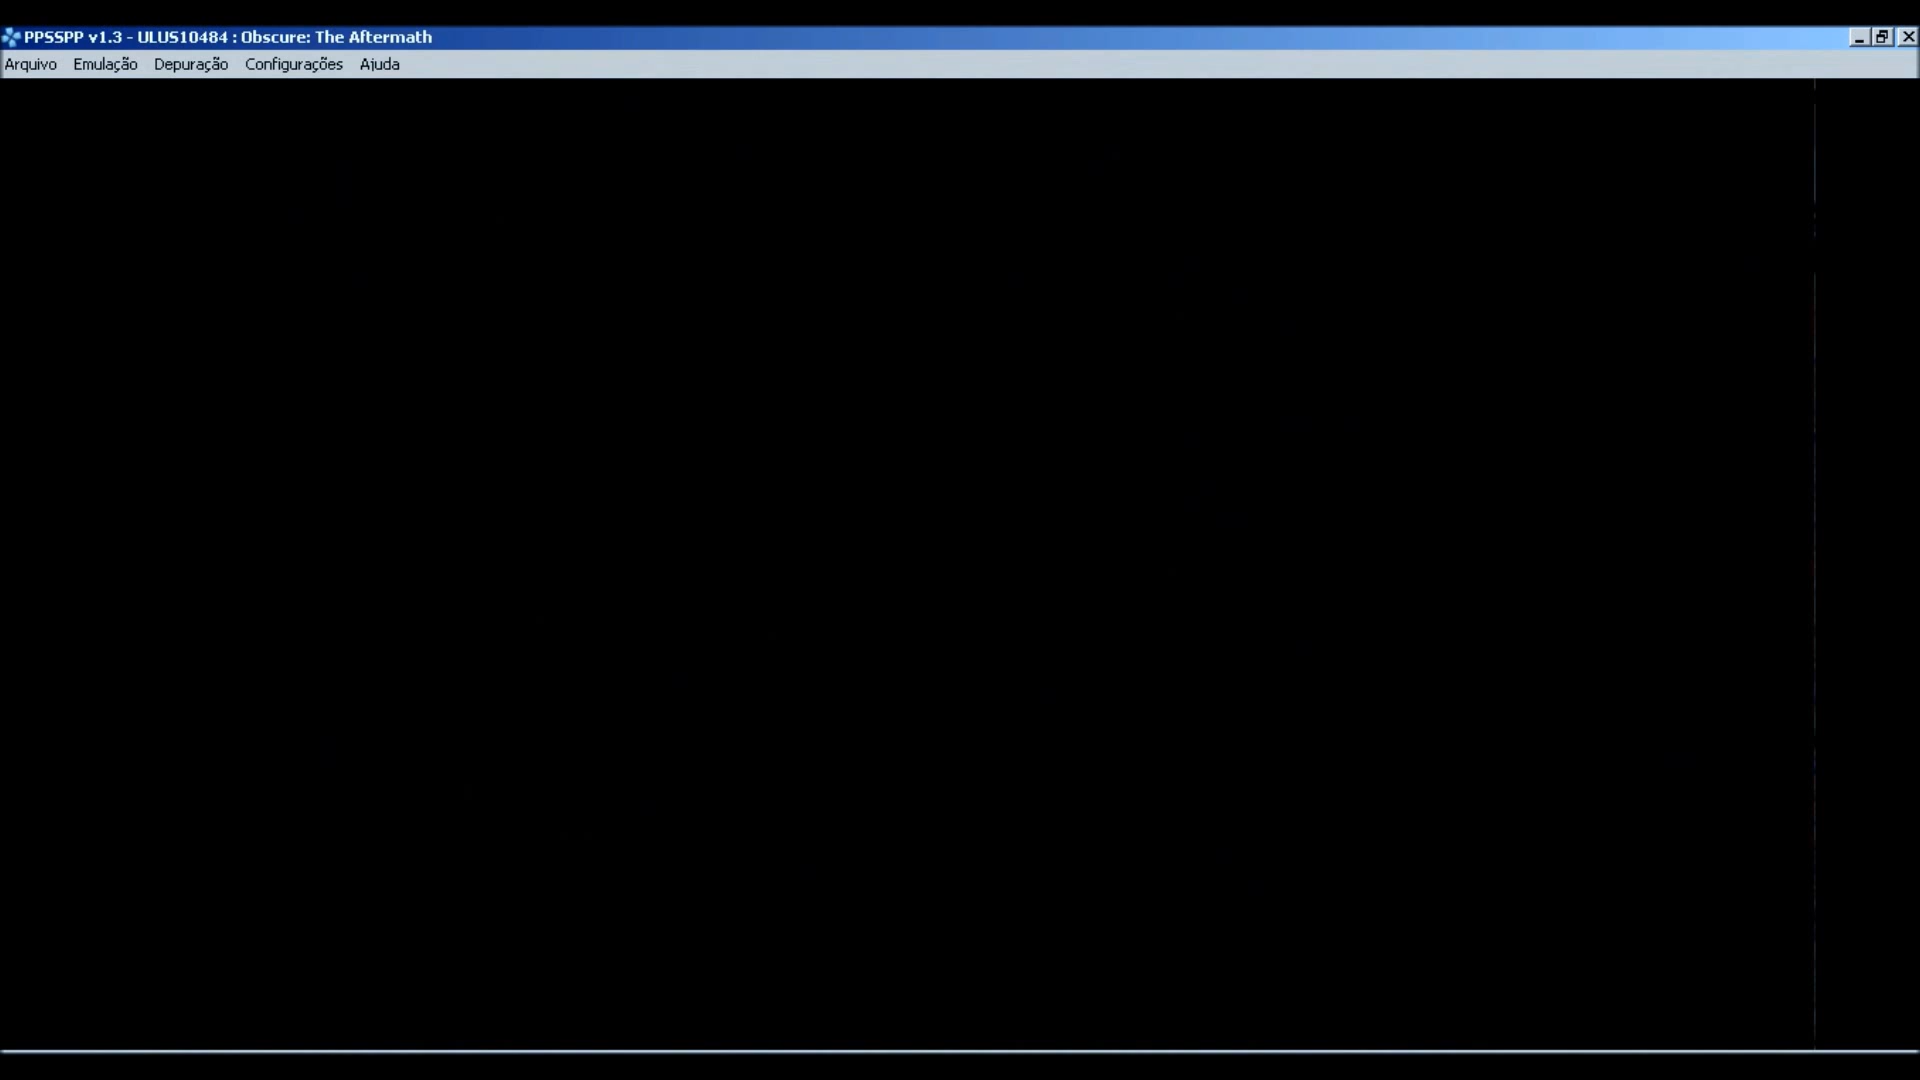 PPSSPP v1.3 - ULUS10484 : Obscure: The Aftermath
Arquivo Emulação Depuração Configurações Ajuda